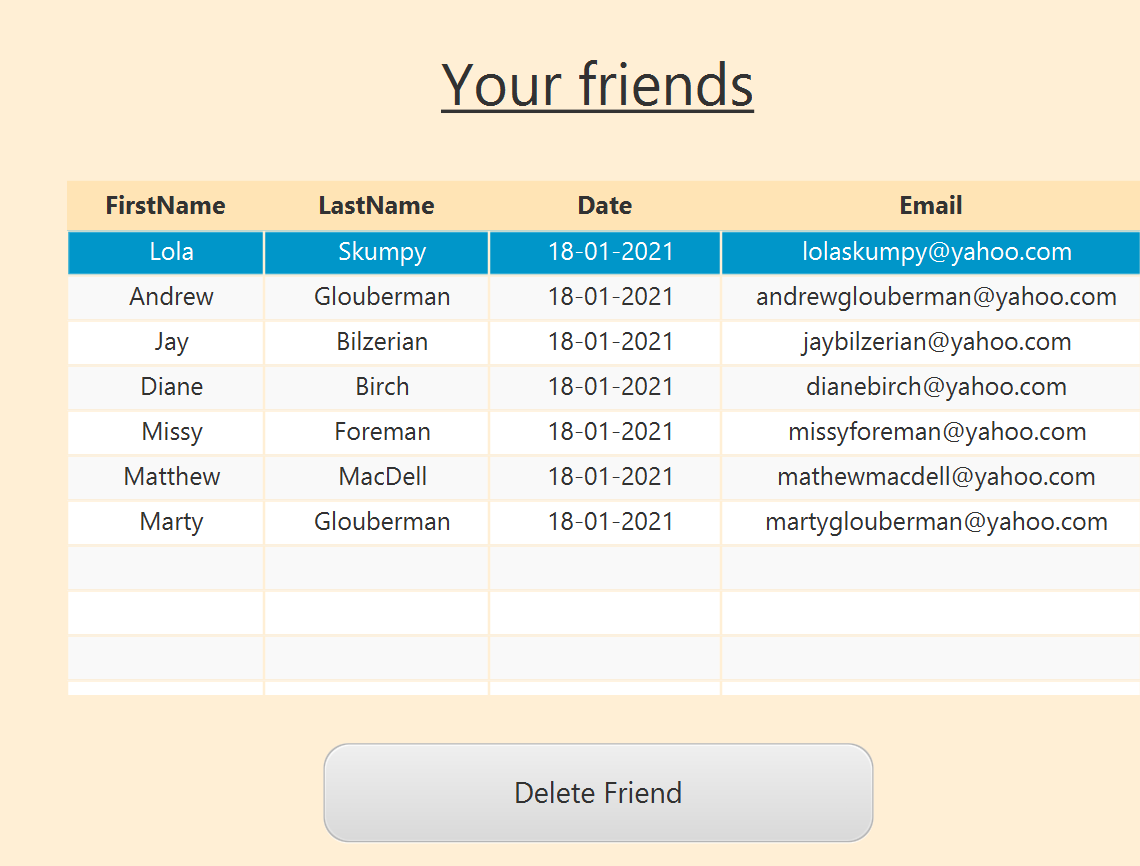 Your friends
FirstName LastName Date Email
Lola Skumpy 18-01-2021 lolaskumpy@yahoo.com
Andrew Glouberman 18-01-2021 andrewglouberman@yahoo.com
Jay Bilzerian 18-01-2021 jaybilzerian@yahoo.com
Diane Birch 18-01-2021 dianebirch@yahoo.com
Missy Foreman 18-01-2021 missyforeman@yahoo.com
Matthew MacDell 18-01-2021 mathewmacdell@yahoo.com
Marty Glouberman 18-01-2021 martyglouberman@yahoo.com
Delete Friend